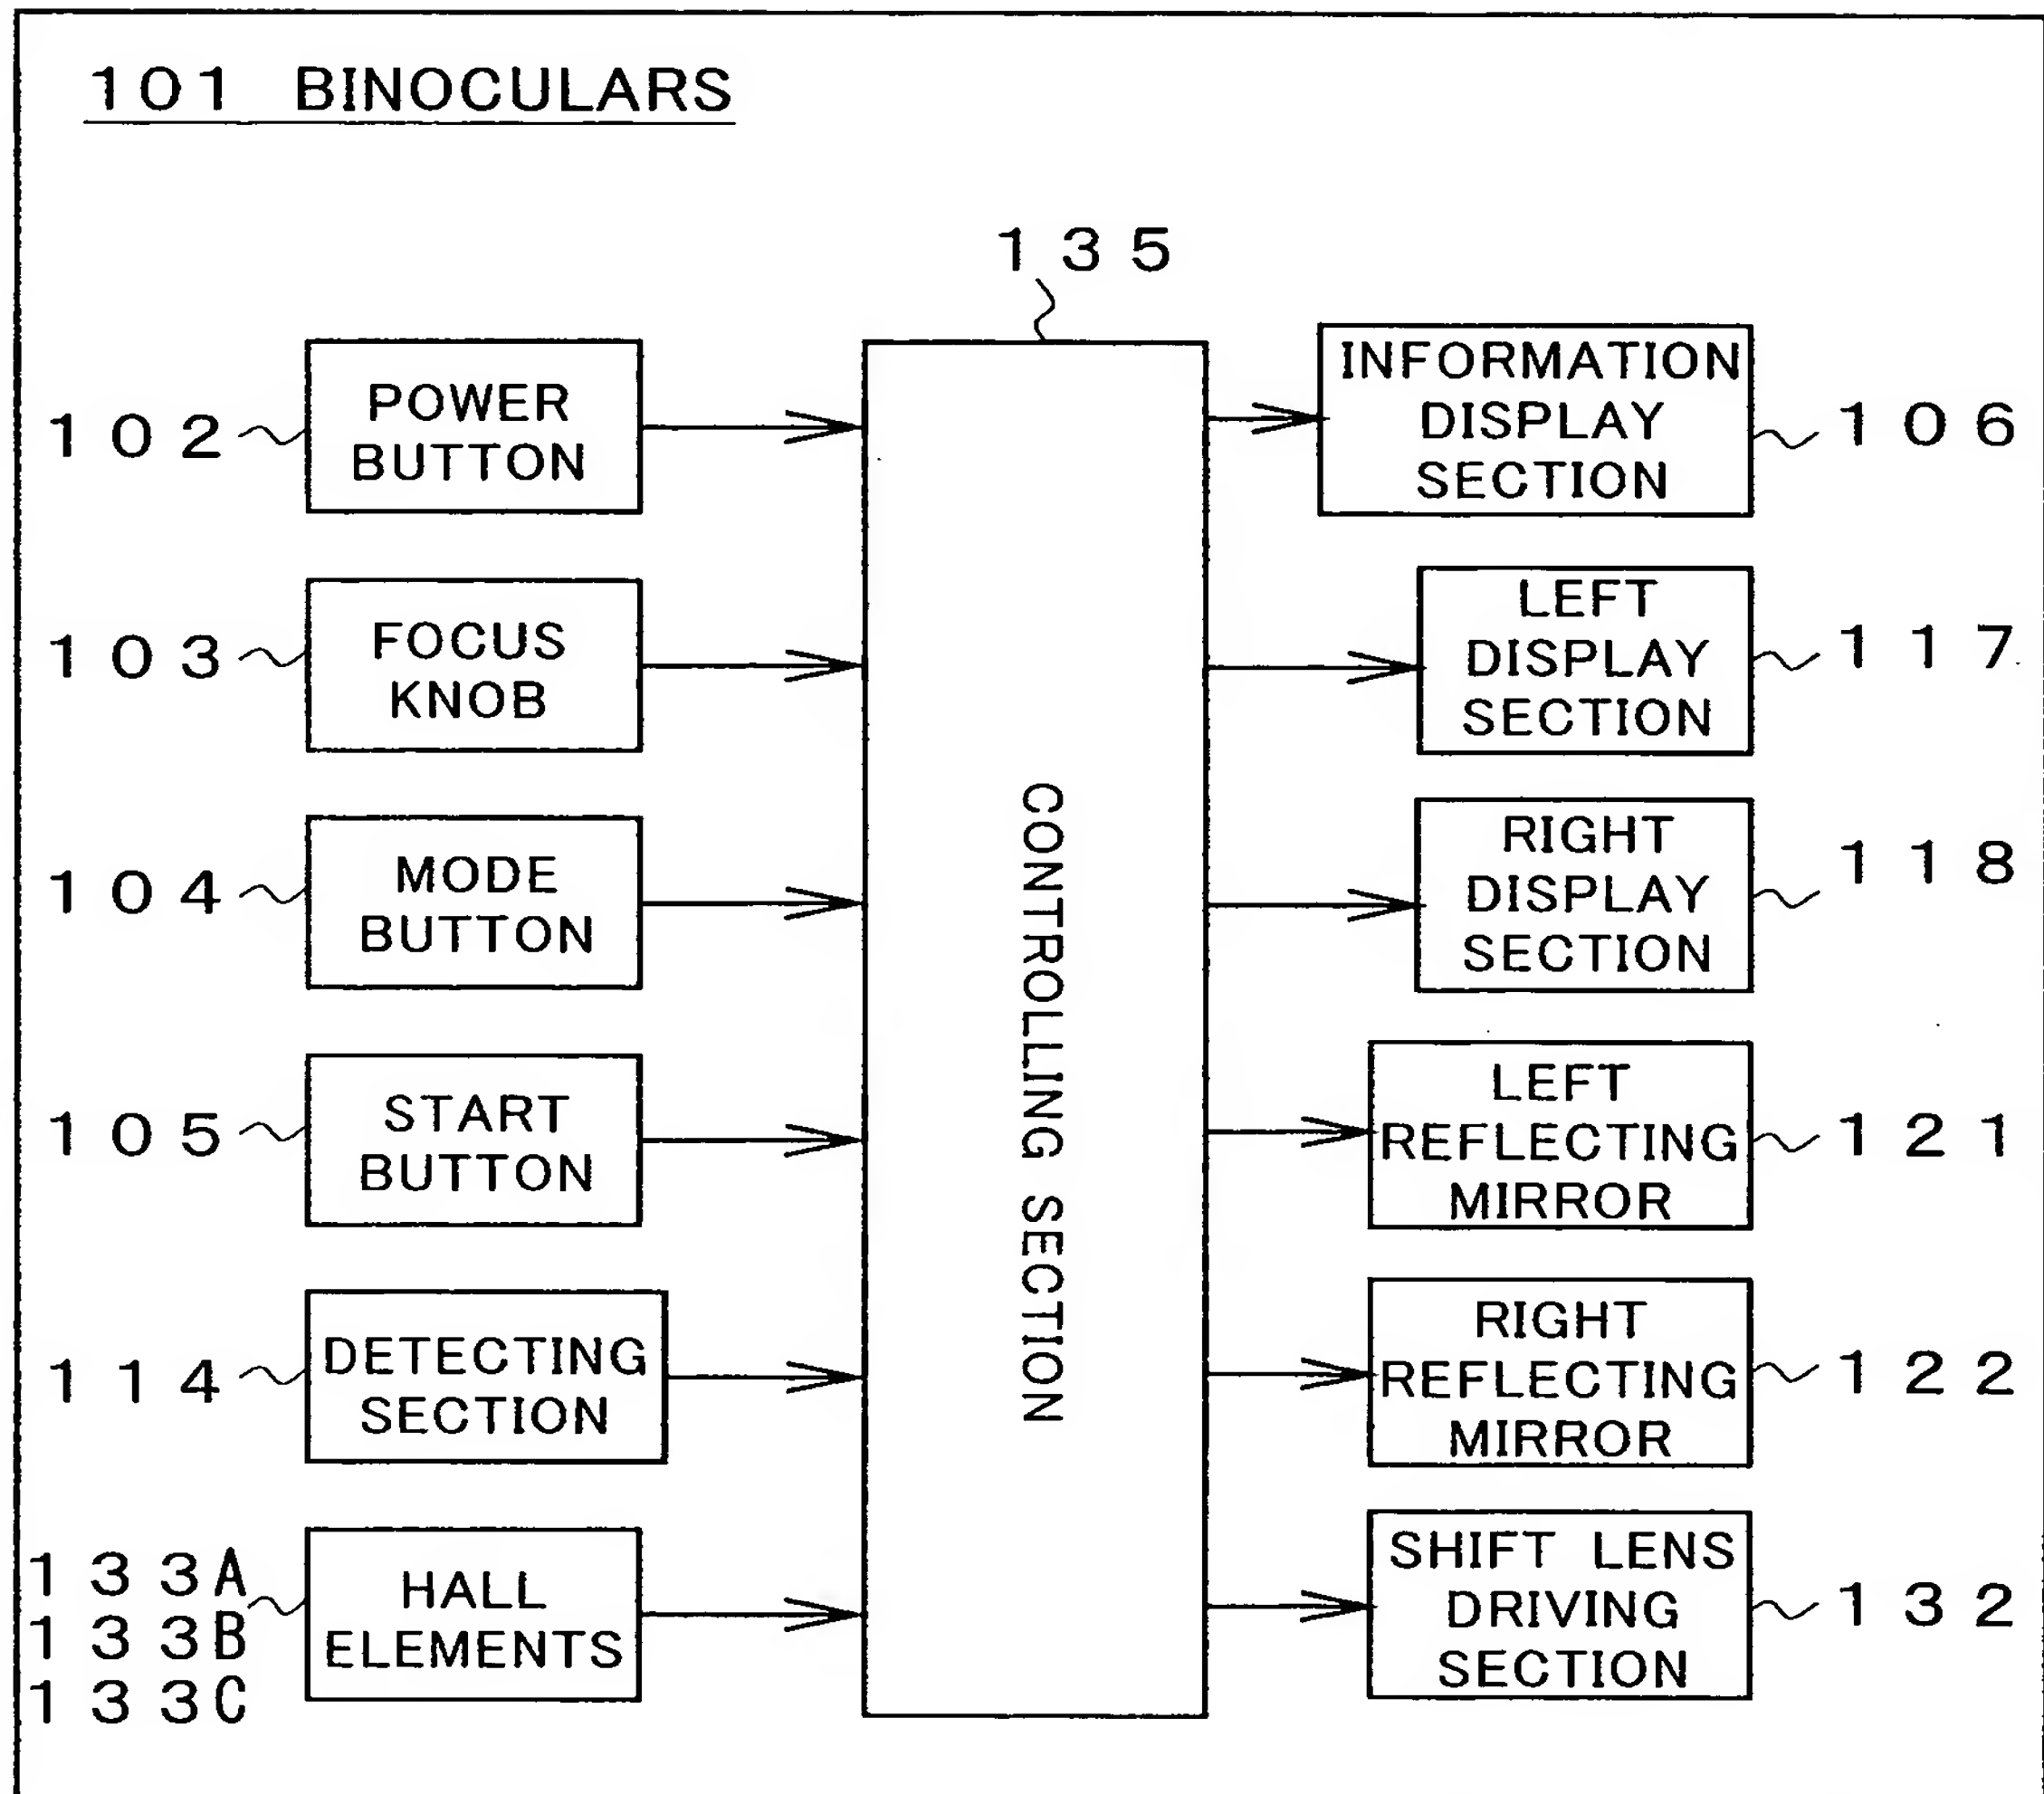 101 BINOCULARS
135
102
POWER
BUTTON
103
FOCUS
KNOB
104
MODE
BUTTON
105
START
BUTTON
114
DETECTING
SECTION
133A
133B
133C
HALL
ELEMENTS
CONTROLLING SECTION
INFORMATION
DISPLAY
SECTION
106
LEFT
DISPLAY
SECTION
117
RIGHT
DISPLAY
SECTION
118
LEFT
REFLECTING
MIRROR
121
RIGHT
REFLECTING
MIRROR
122
SHIFT LENS
DRIVING
SECTION
132